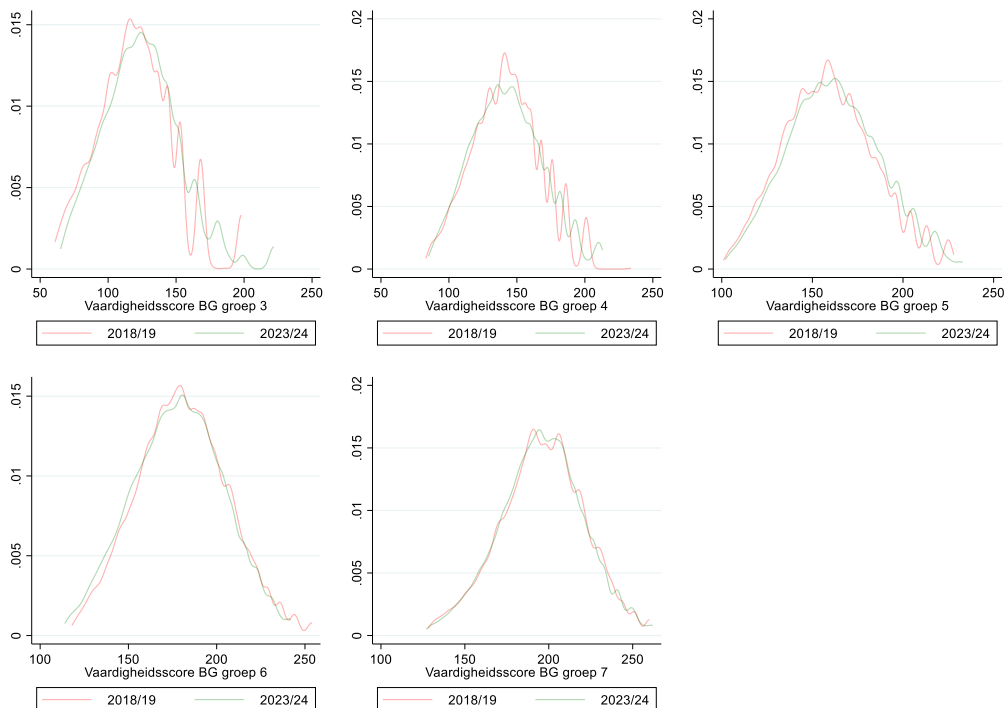 .015
.01
.005
0
50 100 150 200 250
Vaardigheidsscore BG groep 3
2018/19 2023/24
.02
.015
.01
.005
0
50 100 150 200 250
Vaardigheidsscore BG groep 4
2018/19 2023/24
.02
.015
.01
.005
0
100 150 200 250
Vaardigheidsscore BG groep 5
2018/19 2023/24
.015
.01
.005
0
100 150 200 250
Vaardigheidsscore BG groep 6
2018/19 2023/24
.02
.015
.01
.005
0
100 150 200 250
Vaardigheidsscore BG groep 7
2018/19 2023/24